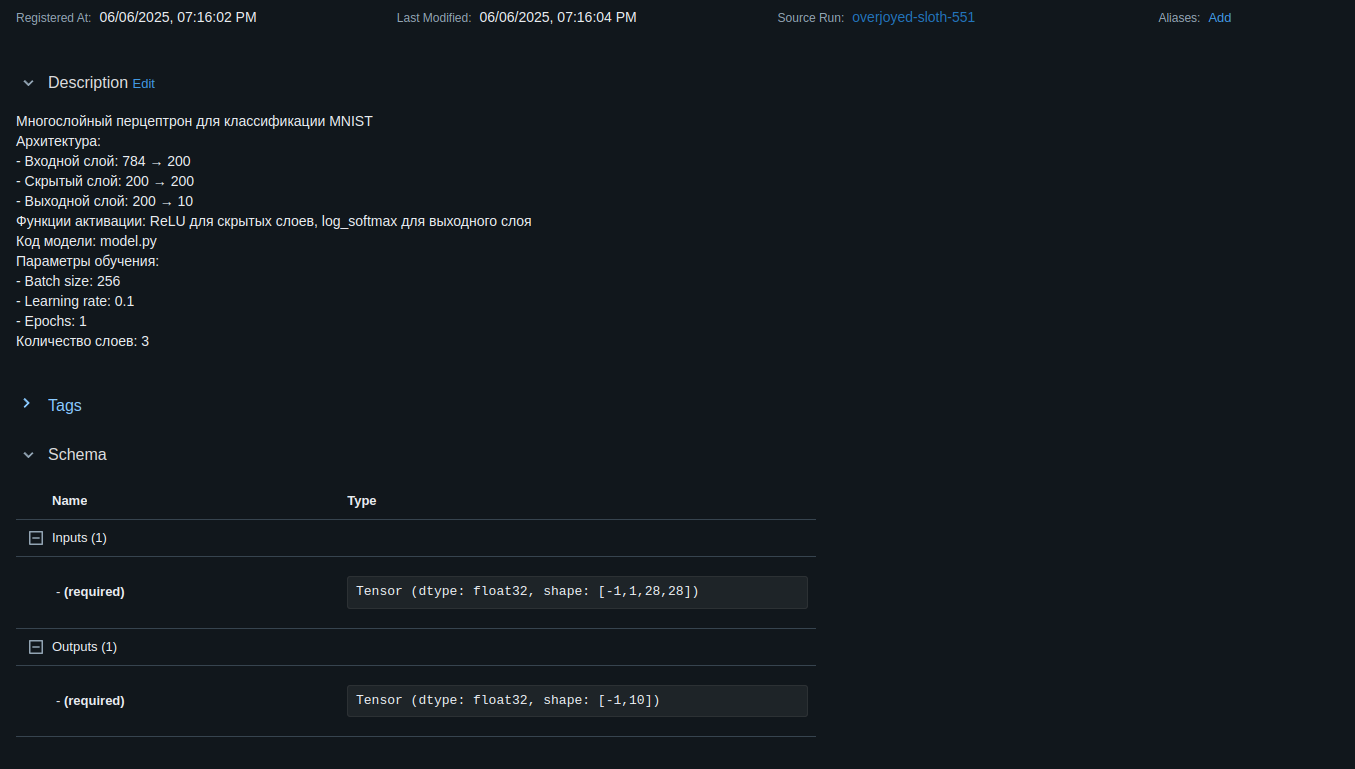 Registered At: 06/06/2025, 07:16:02 PM Last Modified: 06/06/2025, 07:16:04 PM Source Run: overjoyed-sloth-551 Aliases: Add
Description Edit
Многослойный перцептрон для классификации MNIST
Архитектура:
- Входной слой: 784 → 200
- Скрытый слой: 200 → 200
- Выходной слой: 200 → 10
Функции активации: ReLU для скрытых слоев, log_softmax для выходного слоя
Код модели: model.py
Параметры обучения:
- Batch size: 256
- Learning rate: 0.1
- Epochs: 1
Количество слоев: 3
Tags
Schema
Name Type
Inputs (1)
- (required) Tensor (dtype: float32, shape: [-1,1,28,28])
Outputs (1)
- (required) Tensor (dtype: float32, shape: [-1,10])